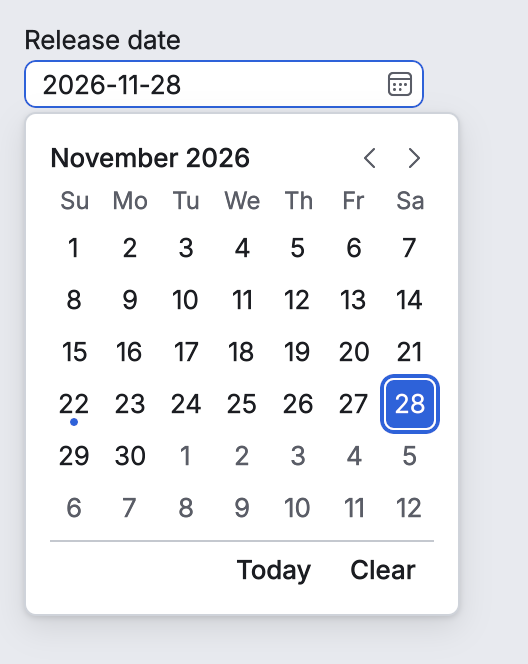 Release date
2026-11-28
November 2026
Su Mo Tu We Th Fr Sa
1 2 3 4 5 6 7
8 9 10 11 12 13 14
15 16 17 18 19 20 21
22 23 24 25 26 27 28
29 30 1 2 3 4 5
6 7 8 9 10 11 12
Today Clear